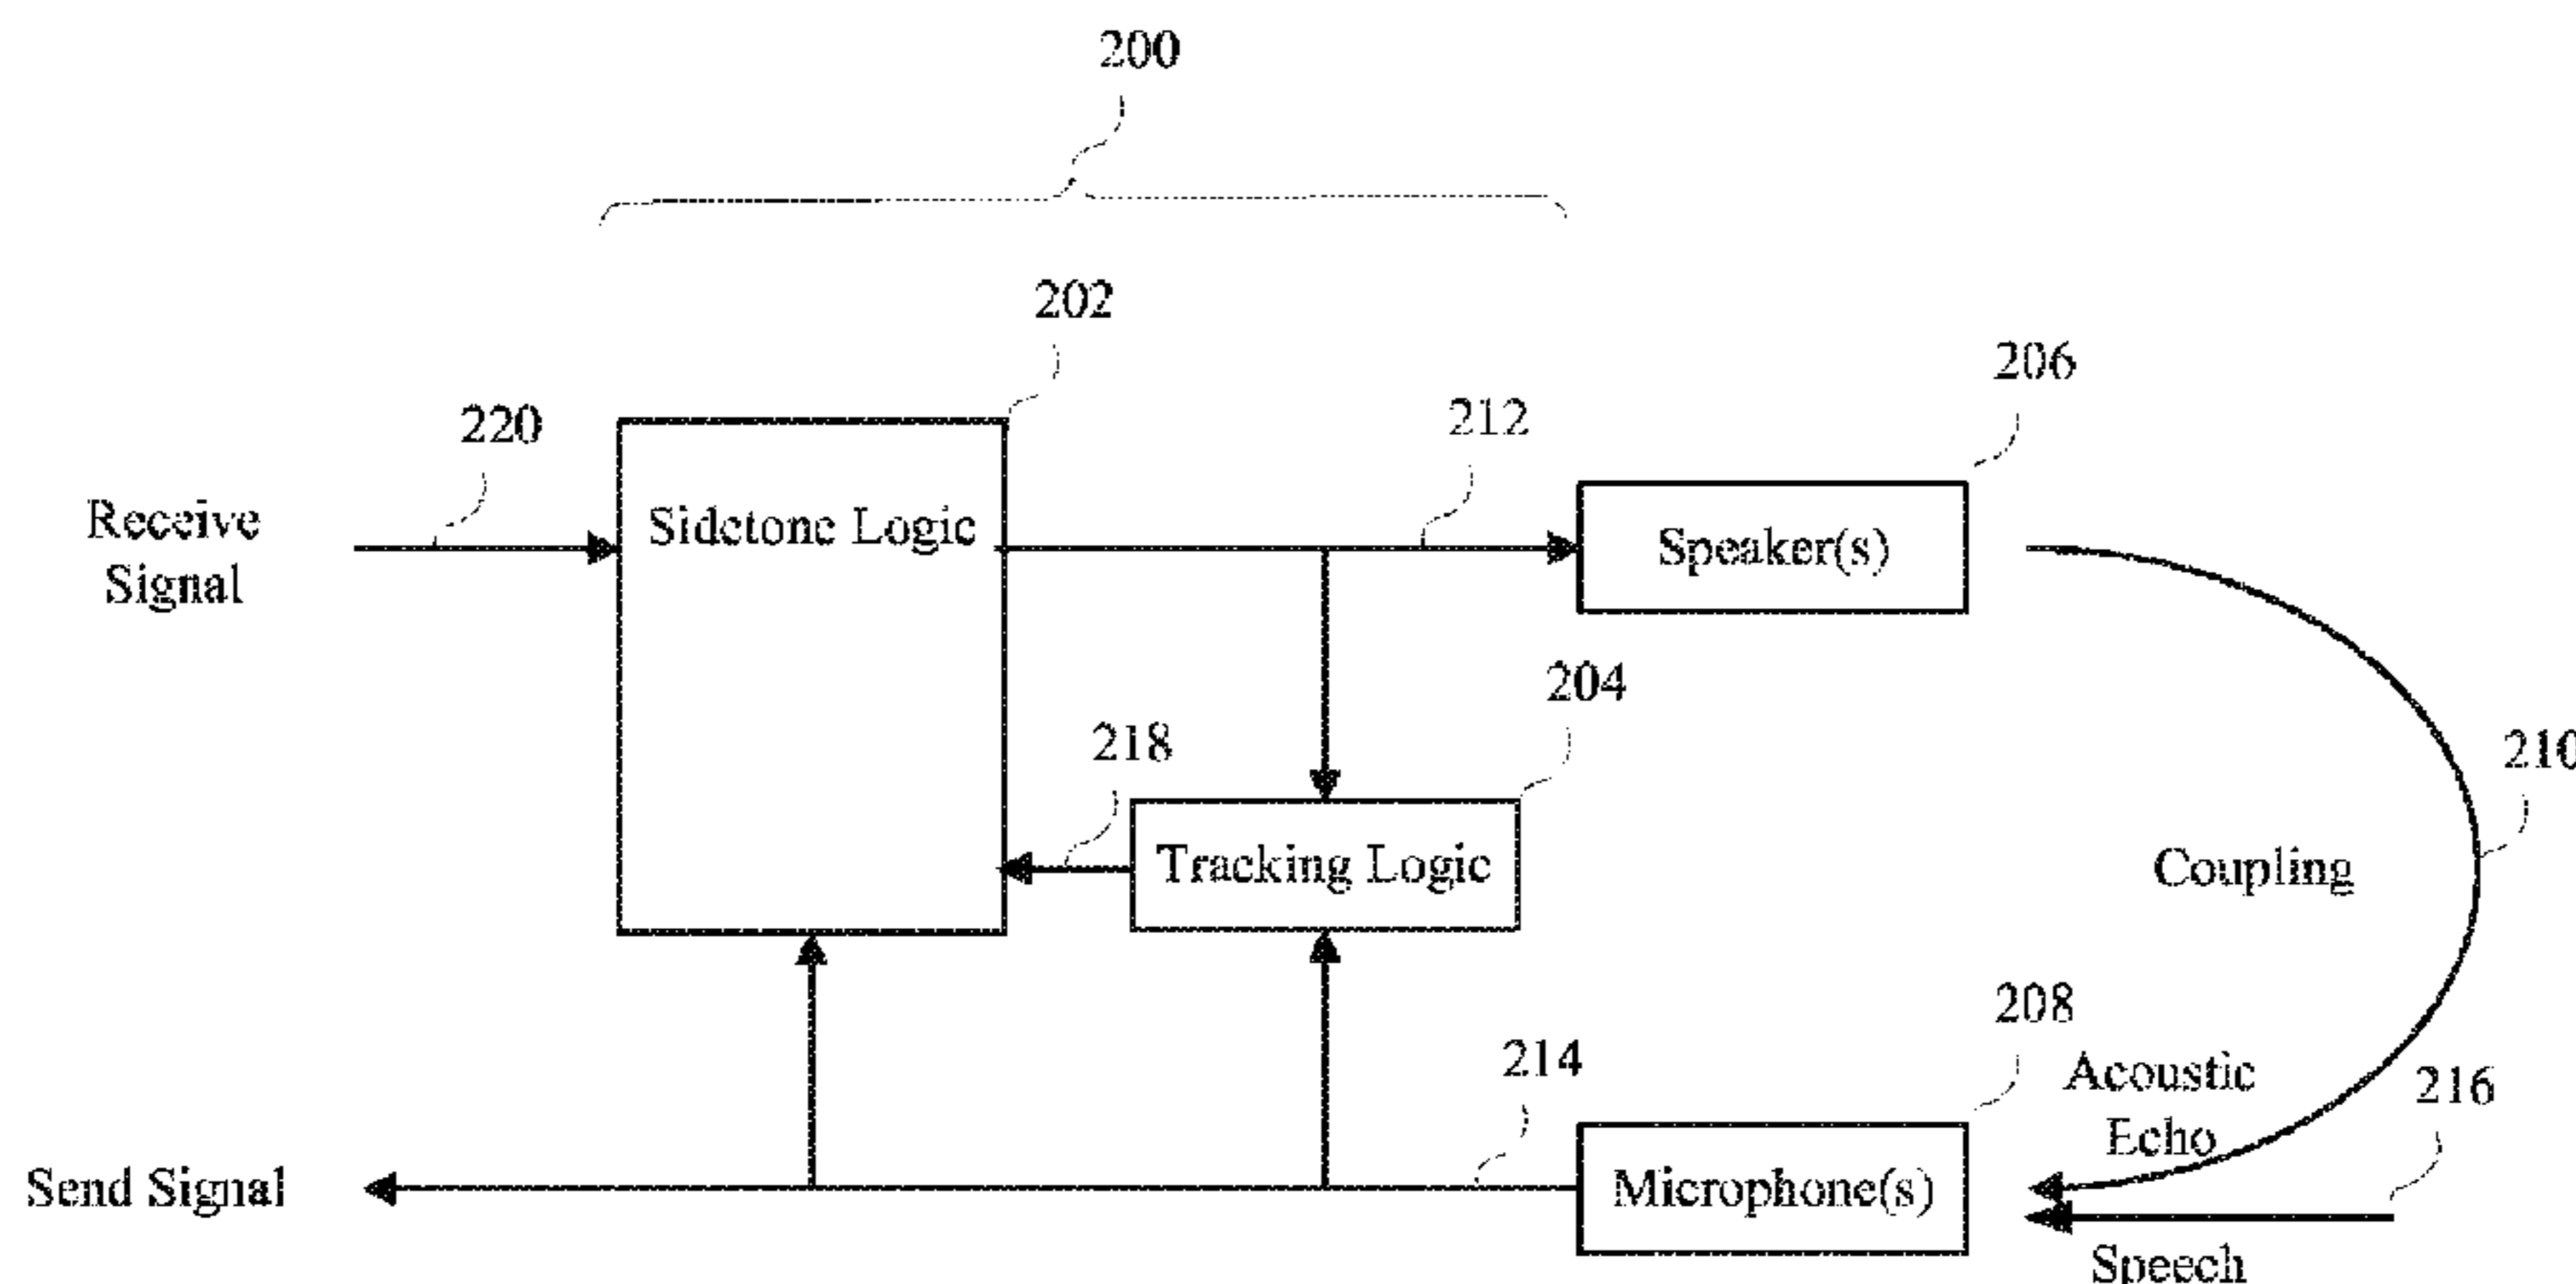 200
202
206
220
212
Receive
Signal
Sidetone Logic
Speaker(s)
204
218
210
Tracking Logic
Coupling
208
214
Acoustic
Echo
216
Send Signal
Microphone(s)
Speech